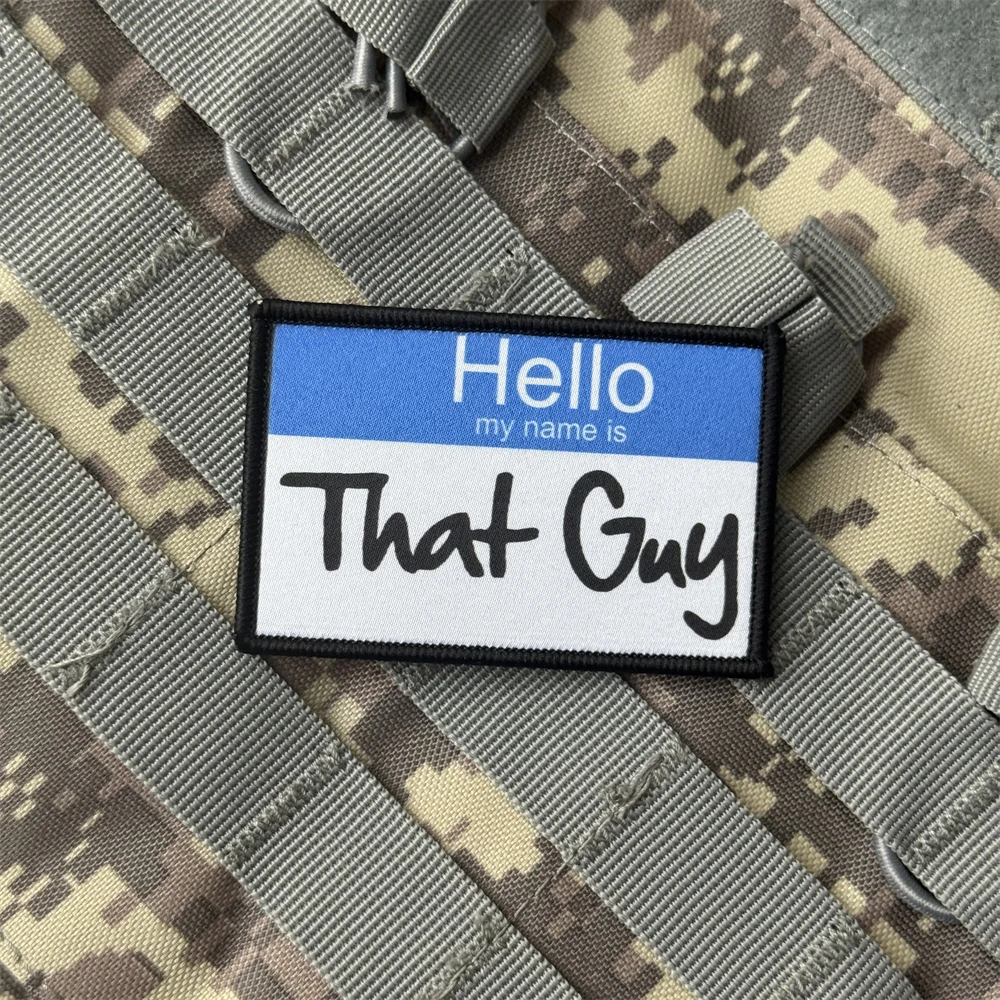 Hello
my name is
That Guy